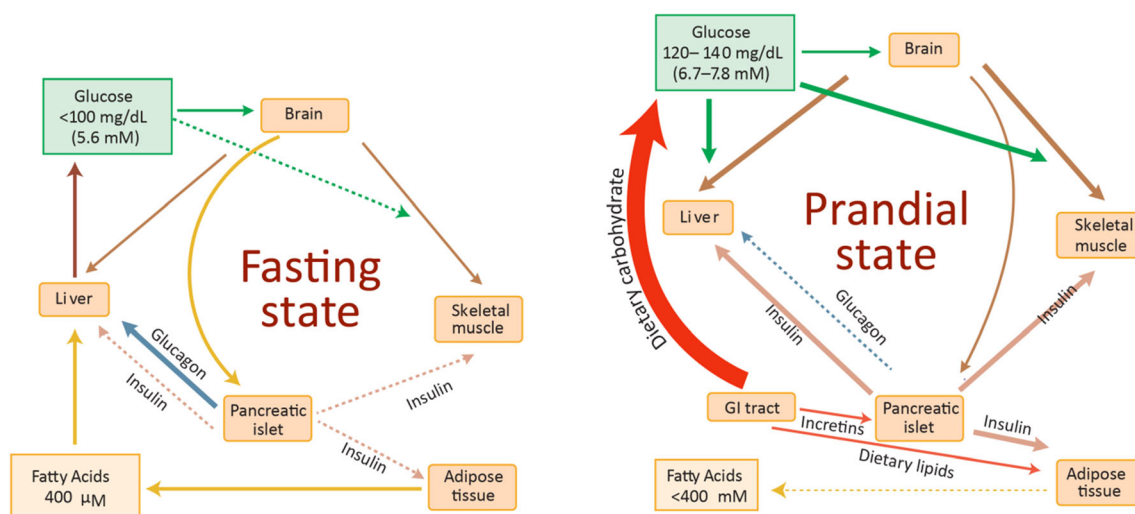 Glucose
<100 mg/dL
(5.6 mM)
Brain
Fasting
state
Liver
Skeletal
muscle
Glucagon
Insulin
Insulin
Insulin
Pancreatic
islet
Fatty Acids
400 μM
Adipose
tissue
Glucose
120–140 mg/dL
(6.7–7.8 mM)
Brain
Prandial
state
Liver
Skeletal
muscle
Dietary carbohydrate
Glucagon
Insulin
Insulin
GI tract
Incretins
Pancreatic
islet
Insulin
Dietary lipids
Fatty Acids
<400 mM
Adipose
tissue